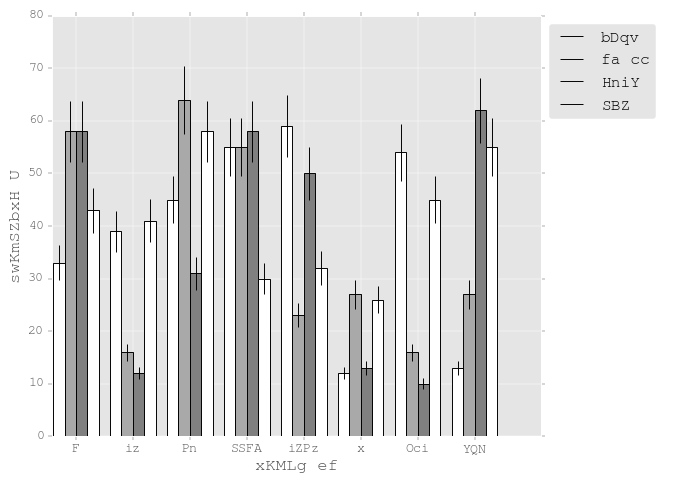 80
70
60
50
40
30
20
10
0
swKmSZbxH U
F iz Pn SSFA iZPz x Oci YQN
xKMLg ef
bDqv
fa cc
HniY
SBZ